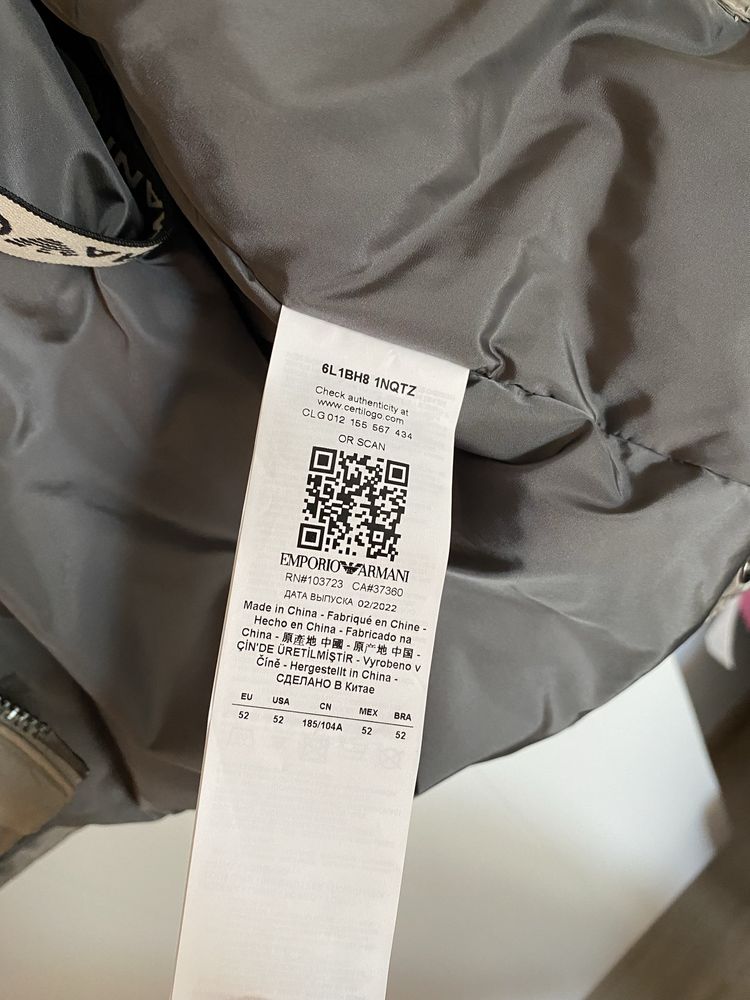 6L1BH8 1NQTZ
Check authenticity at
www.certilogo.com
CLG 012 155 567 434
OR SCAN
EMPORIO ARMANI
RN#103723 CA#37360
ДАТА ВЫПУСКА 02/2022
Made in China - Fabriqué en Chine -
Hecho en China - Fabricado na
China - 原產地 中國 - 原产地 中国 -
ÇİN'DE ÜRETİLMİŞTİR - Vyrobeno v
Číně - Hergestellt in China -
СДЕЛАНО В Китае
EU USA CN MEX BRA
52 52 185/104A 52 52